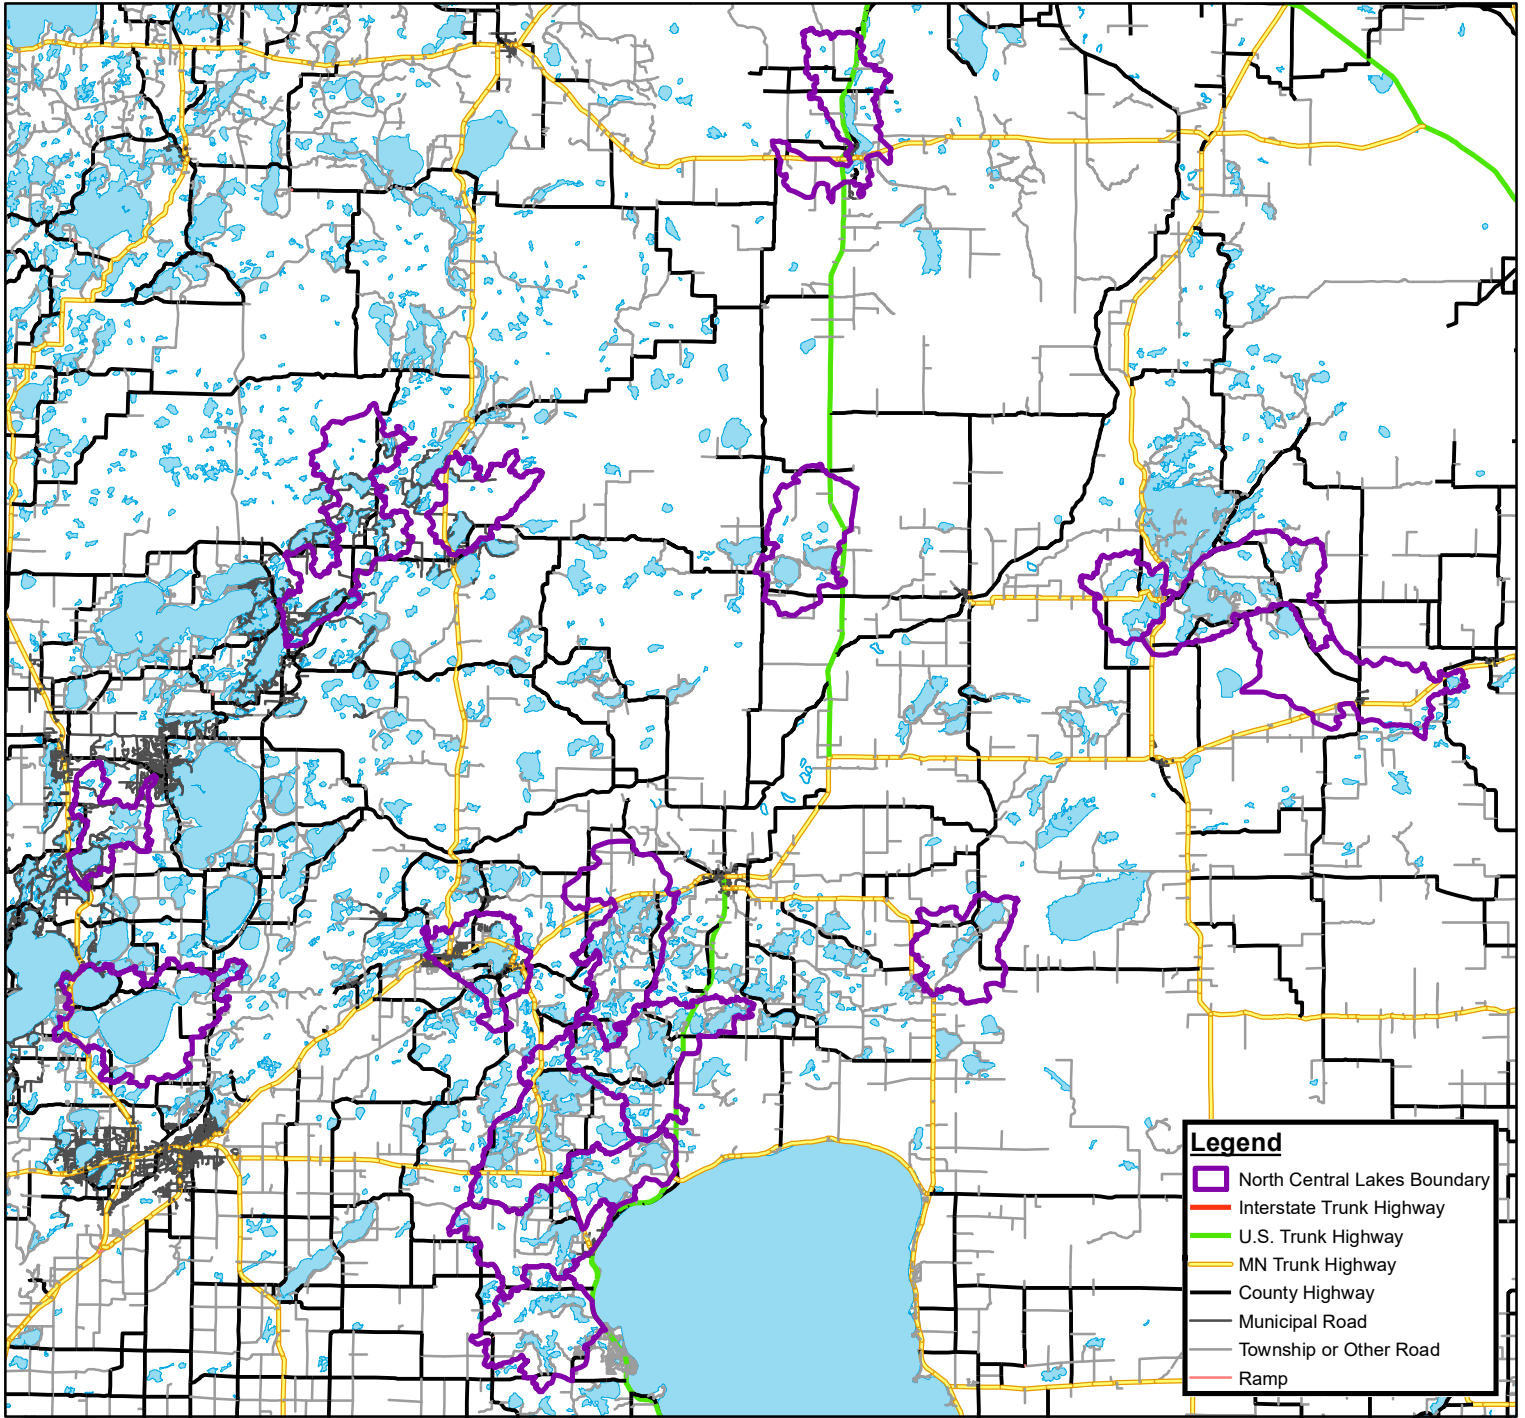 Legend
North Central Lakes Boundary
Interstate Trunk Highway
U.S. Trunk Highway
MN Trunk Highway
County Highway
Municipal Road
Township or Other Road
Ramp